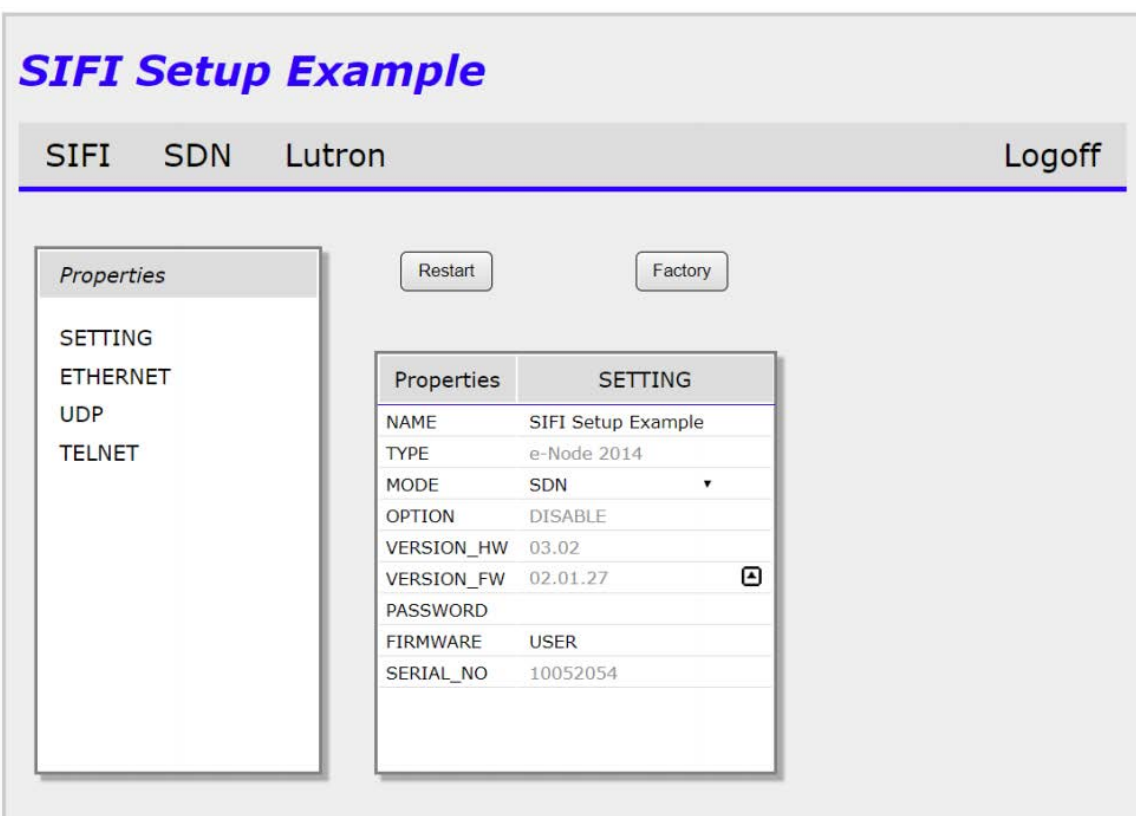 SIFI Setup Example
SIFI SDN Lutron Logoff
Properties
SETTING
ETHERNET
UDP
TELNET
Restart Factory
Properties SETTING
NAME SIFI Setup Example
TYPE e-Node 2014
MODE SDN
OPTION DISABLE
VERSION_HW 03.02
VERSION_FW 02.01.27
PASSWORD
FIRMWARE USER
SERIAL_NO 10052054